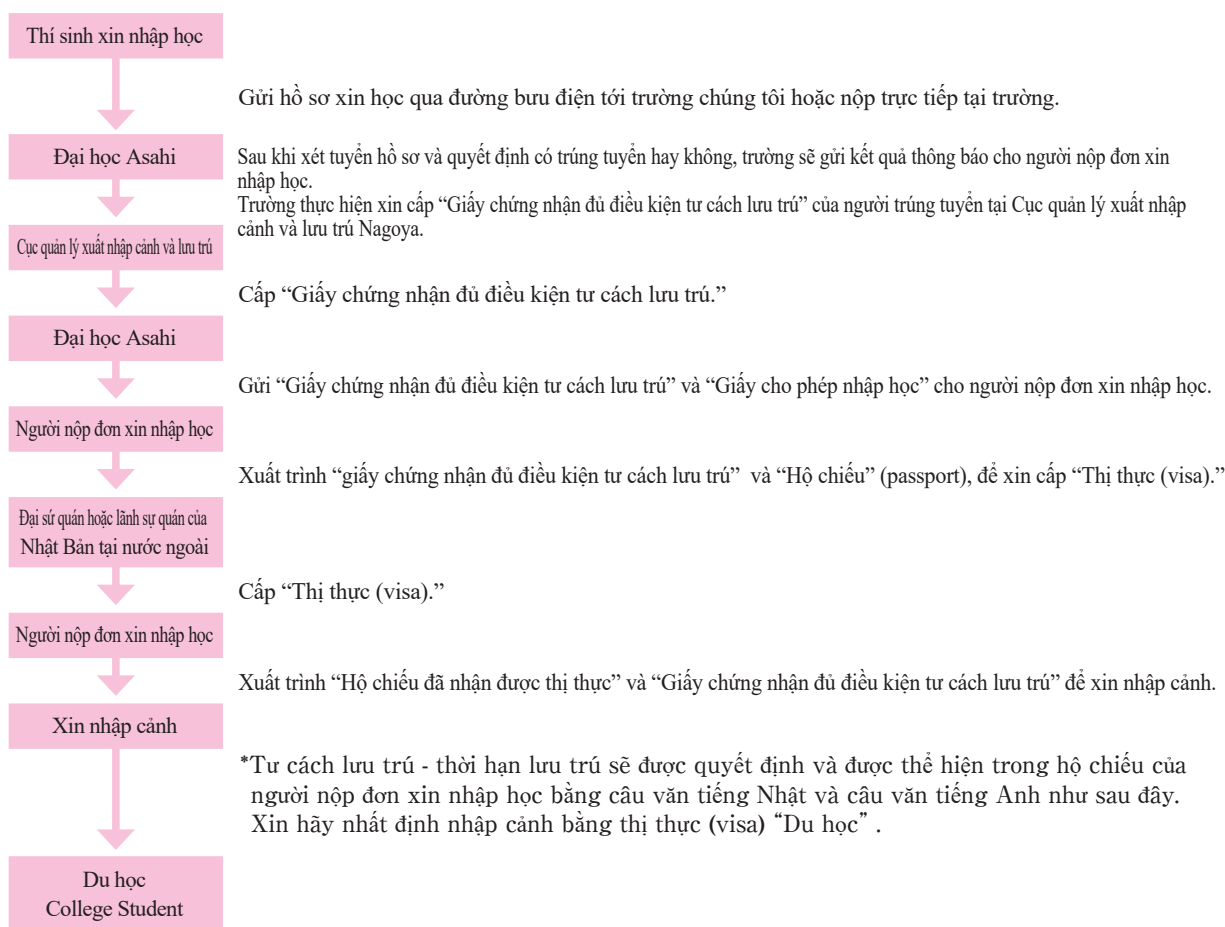 Thí sinh xin nhập học
Gửi hồ sơ xin học qua đường bưu điện tới trường chúng tôi hoặc nộp trực tiếp tại trường.
Đại học Asahi
Sau khi xét tuyển hồ sơ và quyết định có trúng tuyển hay không, trường sẽ gửi kết quả thông báo cho người nộp đơn xin
nhập học.
Trường thực hiện xin cấp “Giấy chứng nhận đủ điều kiện tư cách lưu trú” của người trúng tuyển tại Cục quản lý xuất nhập
cảnh và lưu trú Nagoya.
Cục quản lý xuất nhập cảnh và lưu trú
Cấp “Giấy chứng nhận đủ điều kiện tư cách lưu trú.”
Đại học Asahi
Gửi “Giấy chứng nhận đủ điều kiện tư cách lưu trú” và “Giấy cho phép nhập học” cho người nộp đơn xin nhập học.
Người nộp đơn xin nhập học
Xuất trình “giấy chứng nhận đủ điều kiện tư cách lưu trú” và “Hộ chiếu” (passport), để xin cấp “Thị thực (visa).”
Đại sứ quán hoặc lãnh sự quán của
Nhật Bản tại nước ngoài
Cấp “Thị thực (visa).”
Người nộp đơn xin nhập học
Xuất trình “Hộ chiếu đã nhận được thị thực” và “Giấy chứng nhận đủ điều kiện tư cách lưu trú” để xin nhập cảnh.
Xin nhập cảnh
*Tư cách lưu trú - thời hạn lưu trú sẽ được quyết định và được thể hiện trong hộ chiếu của
người nộp đơn xin nhập học bằng câu văn tiếng Nhật và câu văn tiếng Anh như sau đây.
Xin hãy nhất định nhập cảnh bằng thị thực (visa) “Du học” .
Du học
College Student